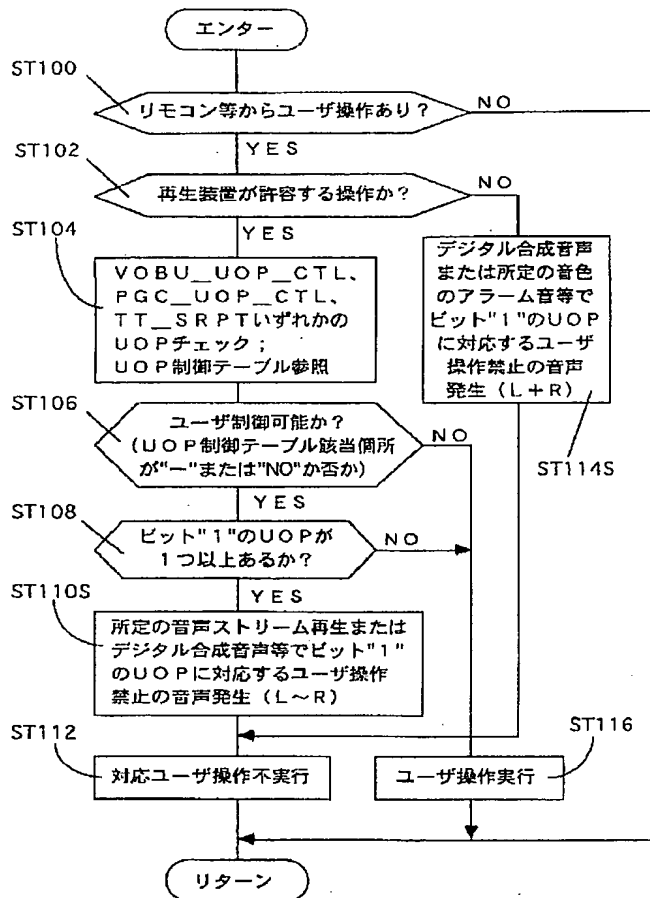 エンター
ST100
リモコン等からユーザ操作あり？
NO
YES
ST102
再生装置が許容する操作か？
NO
YES
ST104
ＶＯＢＵ＿ＵＯＰ＿ＣＴＬ、
ＰＧＣ＿ＵＯＰ＿ＣＴＬ、
ＴＴ＿ＳＲＰＴいずれかの
ＵＯＰチェック；
ＵＯＰ制御テーブル参照
デジタル合成音声
または所定の音色
のアラーム音等で
ビット"１"のＵＯＰ
に対応するユーザ
操作禁止の音声
発生（Ｌ＋Ｒ）
ST114S
ST106
ユーザ制御可能か？
（ＵＯＰ制御テーブル該当個所
が"ー"または"NO"か否か）
NO
YES
ST108
ビット"１"のＵＯＰが
１つ以上あるか？
NO
YES
ST110S
所定の音声ストリーム再生または
デジタル合成音声等でビット"１"
のＵＯＰに対応するユーザ操作
禁止の音声発生（Ｌ～Ｒ）
ST112
対応ユーザ操作不実行
ST116
ユーザ操作実行
リターン